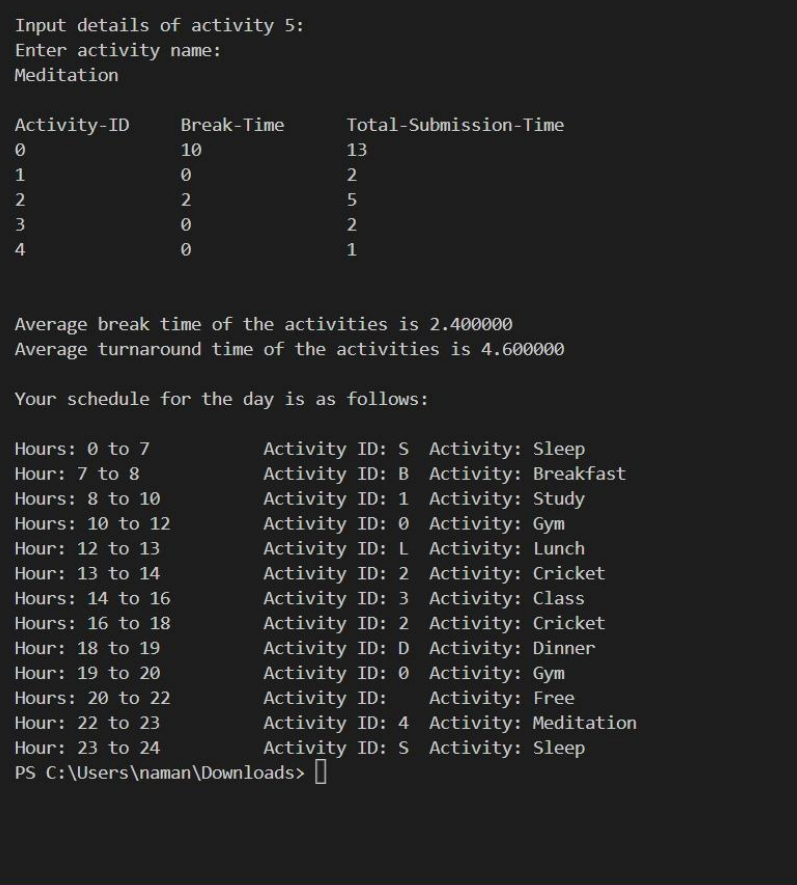 Input details of activity 5:
Enter activity name:
Meditation
Activity-ID Break-Time Total-Submission-Time
0 10 13
1 0 2
2 2 5
3 0 2
4 0 1
Average break time of the activities is 2.400000
Average turnaround time of the activities is 4.600000
Your schedule for the day is as follows:
Hours: 0 to 7 Activity ID: S Activity: Sleep
Hour: 7 to 8 Activity ID: B Activity: Breakfast
Hours: 8 to 10 Activity ID: 1 Activity: Study
Hours: 10 to 12 Activity ID: 0 Activity: Gym
Hour: 12 to 13 Activity ID: L Activity: Lunch
Hour: 13 to 14 Activity ID: 2 Activity: Cricket
Hours: 14 to 16 Activity ID: 3 Activity: Class
Hours: 16 to 18 Activity ID: 2 Activity: Cricket
Hour: 18 to 19 Activity ID: D Activity: Dinner
Hour: 19 to 20 Activity ID: 0 Activity: Gym
Hours: 20 to 22 Activity ID: Activity: Free
Hour: 22 to 23 Activity ID: 4 Activity: Meditation
Hour: 23 to 24 Activity ID: S Activity: Sleep
PS C:\Users\naman\Downloads>